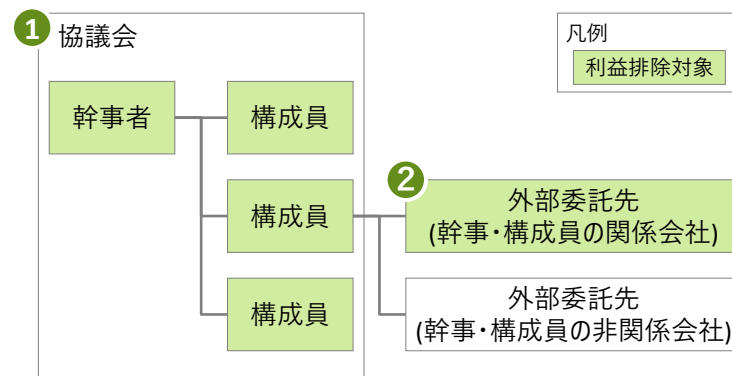 1 協議会
凡例
利益排除対象
幹事者
構成員
構成員
構成員
2
外部委託先
(幹事・構成員の関係会社)
外部委託先
(幹事・構成員の非関係会社)